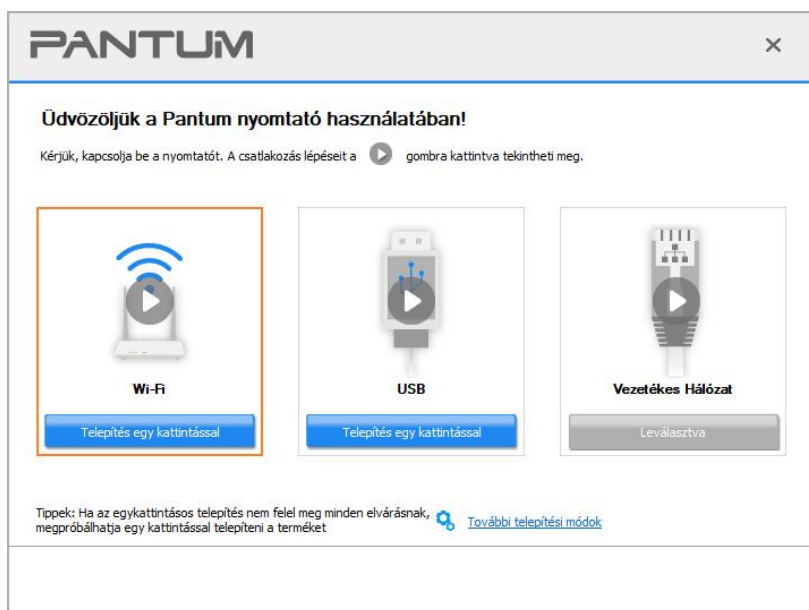 PANTUM
Üdvözöljük a Pantum nyomtató használatában!
Kérjük, kapcsolja be a nyomtatót. A csatlakozás lépéseit a gombra kattintva tekintheti meg.
Wi-Fi
USB
Vezetékes Hálózat
Telepítés egy kattintással
Telepítés egy kattintással
Leválasztva
Tippek: Ha az egykattintásos telepítés nem felel meg minden elvárásnak,
megpróbálhatja egy kattintással telepíteni a terméket
További telepítési módok